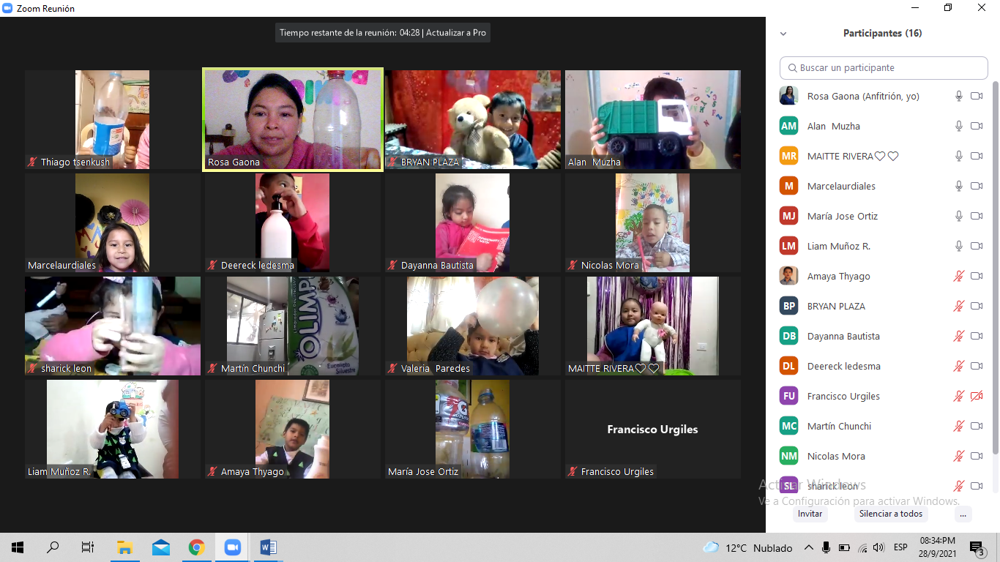 Zoom Reunión
Tiempo restante de la reunión: 04:28 | Actualizar a Pro
Thiago tsenkush
Rosa Gaona
BRYAN PLAZA
Alan Muzha
Marcelaurdiales
Deereck ledesma
Dayanna Bautista
Nicolas Mora
sharick leon
OLIMPI
Eucalipto
Silvestre
Martín Chunchi
Valeria Paredes
MAITTE RIVERA♡♡
Liam Muñoz R.
Amaya Thyago
María Jose Ortiz
Francisco Urgiles
Francisco Urgiles
Participantes (16)
Buscar un participante
Rosa Gaona (Anfitrión, yo)
AM Alan Muzha
MR MAITTE RIVERA♡♡
M Marcelaurdiales
MJ María Jose Ortiz
LM Liam Muñoz R.
Amaya Thyago
BP BRYAN PLAZA
DB Dayanna Bautista
DL Deereck ledesma
FU Francisco Urgiles
MC Martín Chunchi
NM Nicolas Mora
SL sharick leon
Activar Windows
Ve a Configuración para activar Windows.
Invitar Silenciar a todos ...
12°C Nublado ESP 08:34:PM
28/9/2021 3